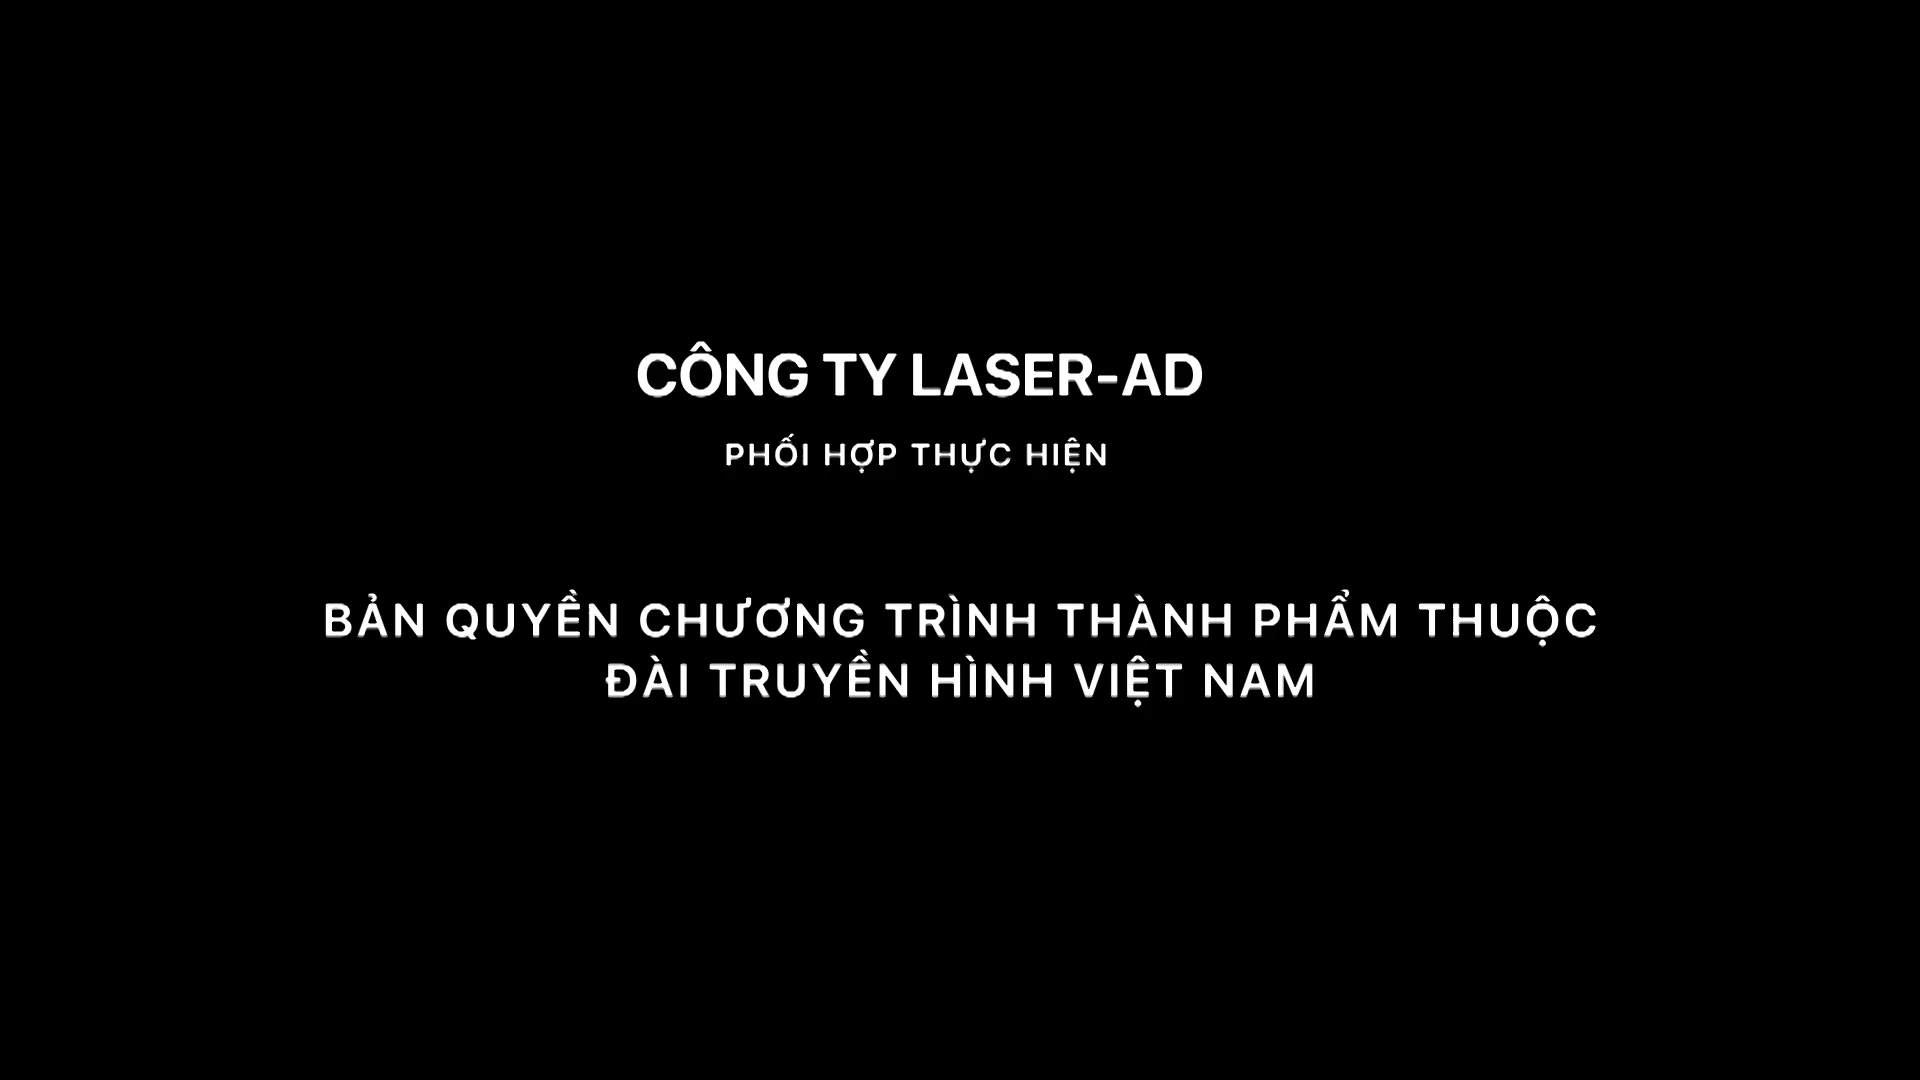 CÔNG TY LASER-AD
PHỐI HỢP THỰC HIỆN
BẢN QUYỀN CHƯƠNG TRÌNH THÀNH PHẨM THUỘC
ĐÀI TRUYỀN HÌNH VIỆT NAM